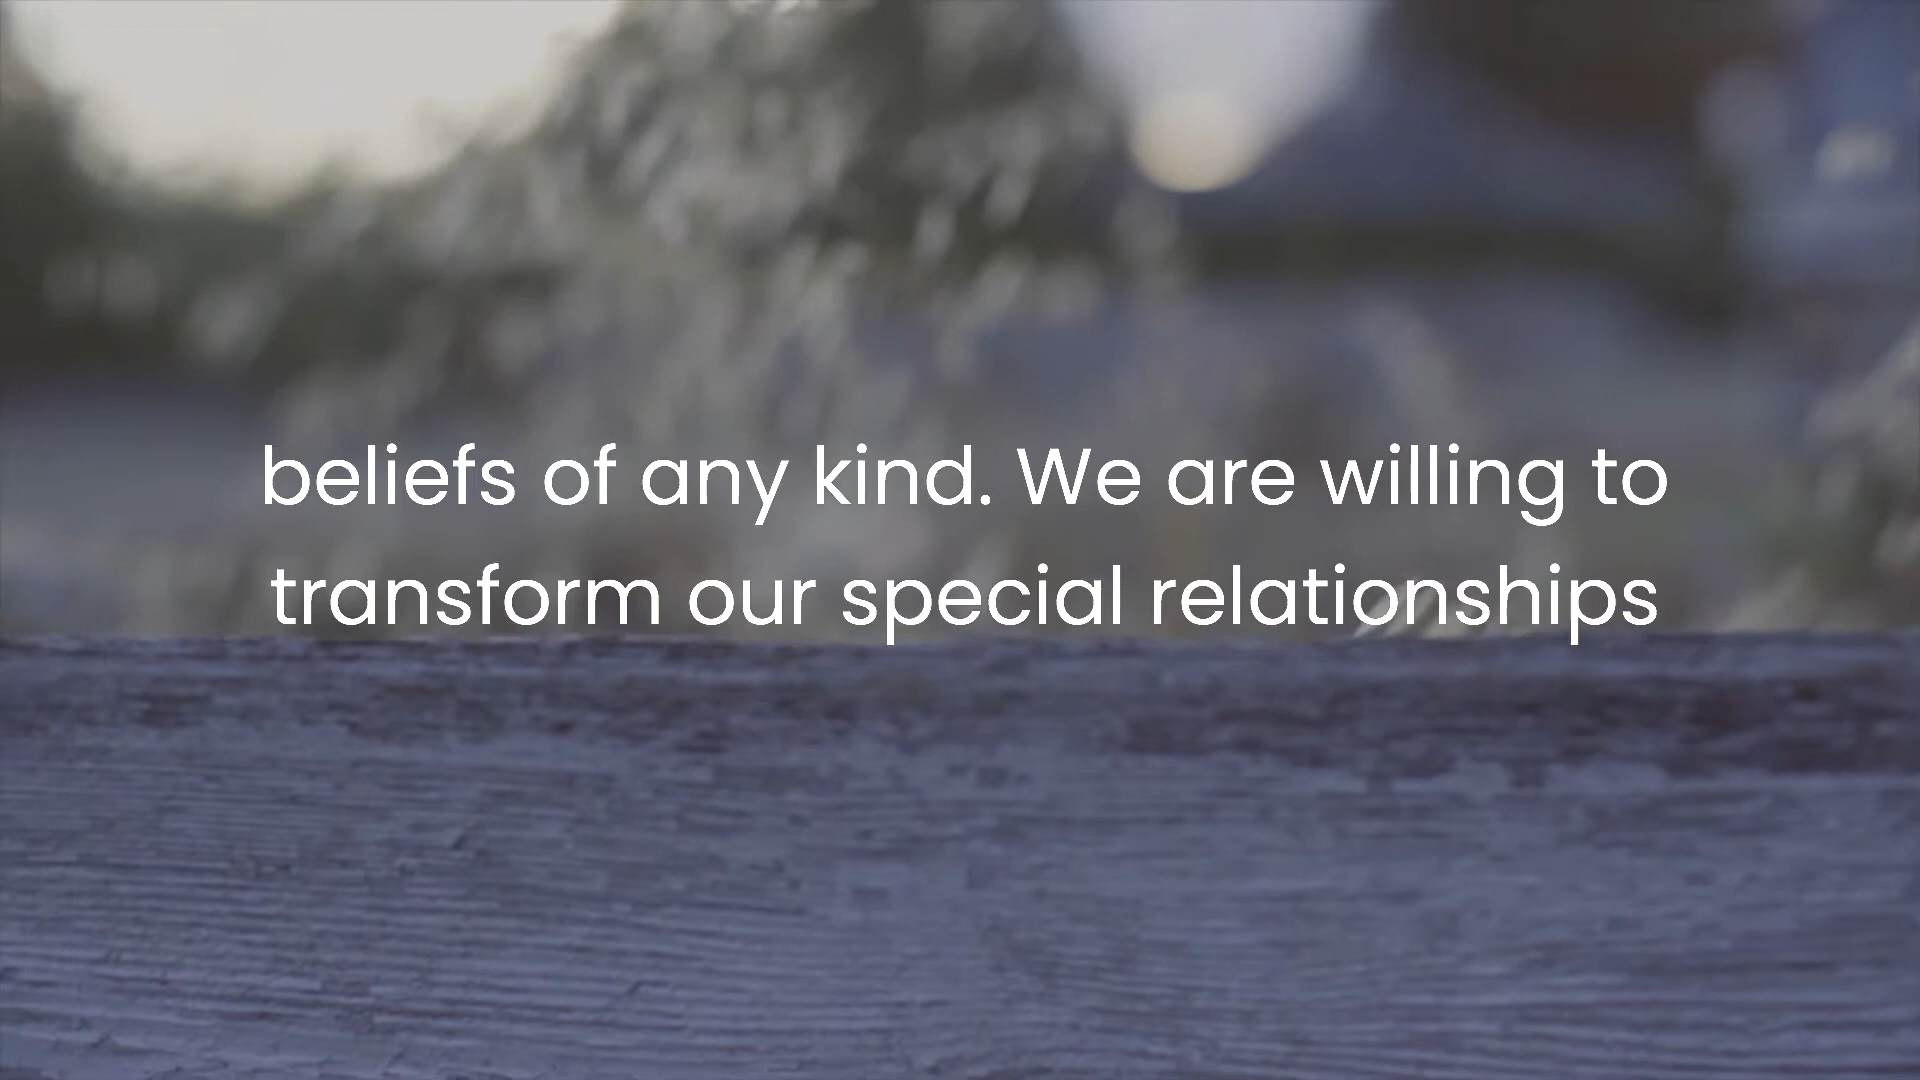 beliefs of any kind. We are willing to
transform our special relationships